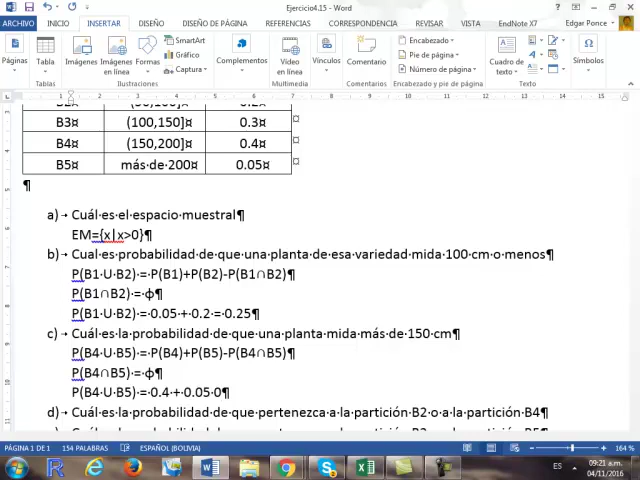 Ejercicio4.15 - Word
ARCHIVO INICIO INSERTAR DISEÑO DISEÑO DE PÁGINA REFERENCIAS CORRESPONDENCIA REVISAR VISTA EndNote X7 Edgar Ponce
Páginas Tabla Imágenes Imágenes en línea Formas SmartArt Gráfico Captura Complementos Vídeo en línea Vínculos Comentario Encabezado Pie de página Número de página Cuadro de texto Símbolos
Tablas Ilustraciones Multimedia Comentarios Encabezado y pie de página Texto
B3¤ (100,150]¤ 0.3¤ ¤
B4¤ (150,200]¤ 0.4¤ ¤
B5¤ más·de·200¤ 0.05¤ ¤
¶
a)→Cuál·es·el·espacio·muestral¶
EM={x|x>0}¶
b)→Cual·es·probabilidad·de·que·una·planta·de·esa·variedad·mida·100·cm·o·menos¶
P(B1·U·B2)·=·P(B1)+P(B2)-P(B1∩B2)¶
P(B1∩B2)·=·ф¶
P(B1·U·B2)·=·0.05·+·0.2·=·0.25¶
c)→Cuál·es·la·probabilidad·de·que·una·planta·mida·más·de·150·cm¶
P(B4·U·B5)·=·P(B4)+P(B5)-P(B4∩B5)¶
P(B4∩B5)·=·ф¶
P(B4·U·B5)·=·0.4·+·0.05·0¶
d)→Cuál·es·la·probabilidad·de·que·pertenezca·a·la·partición·B2·o·a·la·partición·B4¶
PÁGINA 1 DE 1 154 PALABRAS ESPAÑOL (BOLIVIA) 164 %
ES 09:21 a.m.
04/11/2016